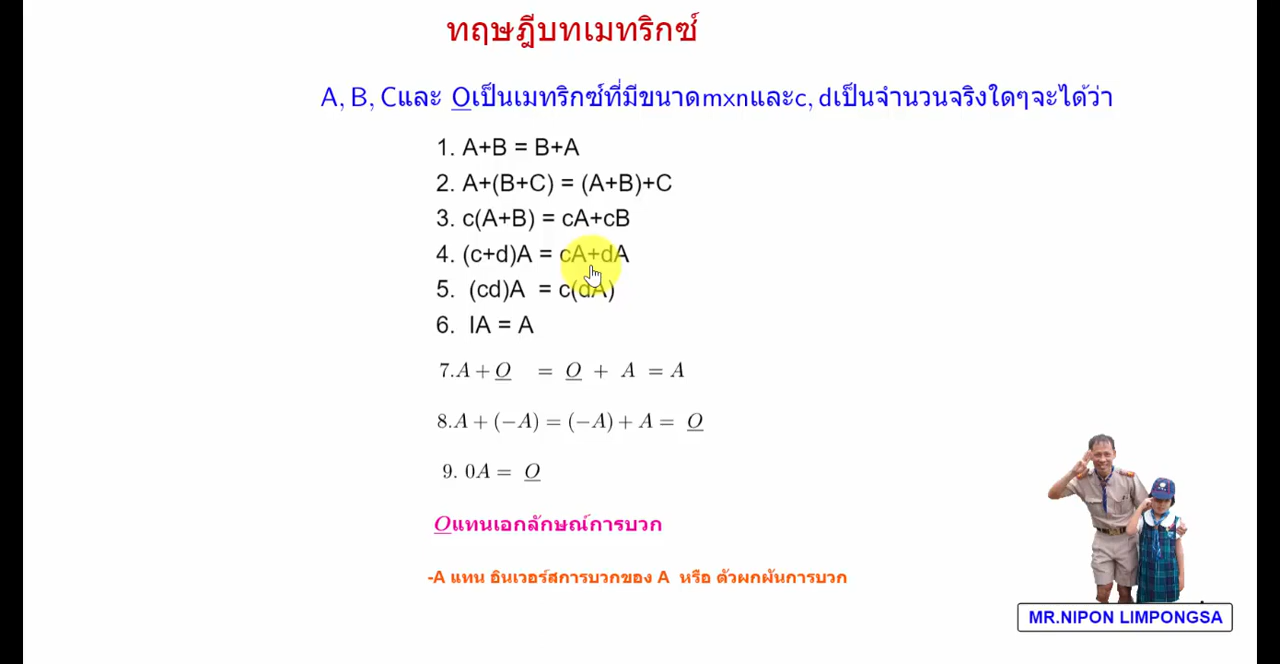 ทฤษฎีบทเมทริกซ์
A, B, Cและ Oเป็นเมทริกซ์ที่มีขนาดmxnและc, dเป็นจำนวนจริงใดๆจะได้ว่า
1. A+B = B+A
2. A+(B+C) = (A+B)+C
3. c(A+B) = cA+cB
4. (c+d)A = cA+dA
5. (cd)A = c(dA)
6. IA = A
7.A + O = O + A = A
8.A + (−A) = (−A) + A = O
9. 0A = O
Oแทนเอกลักษณ์การบวก
-A แทน อินเวอร์สการบวกของ A หรือ ตัวผกผันการบวก
MR.NIPON LIMPONGSA